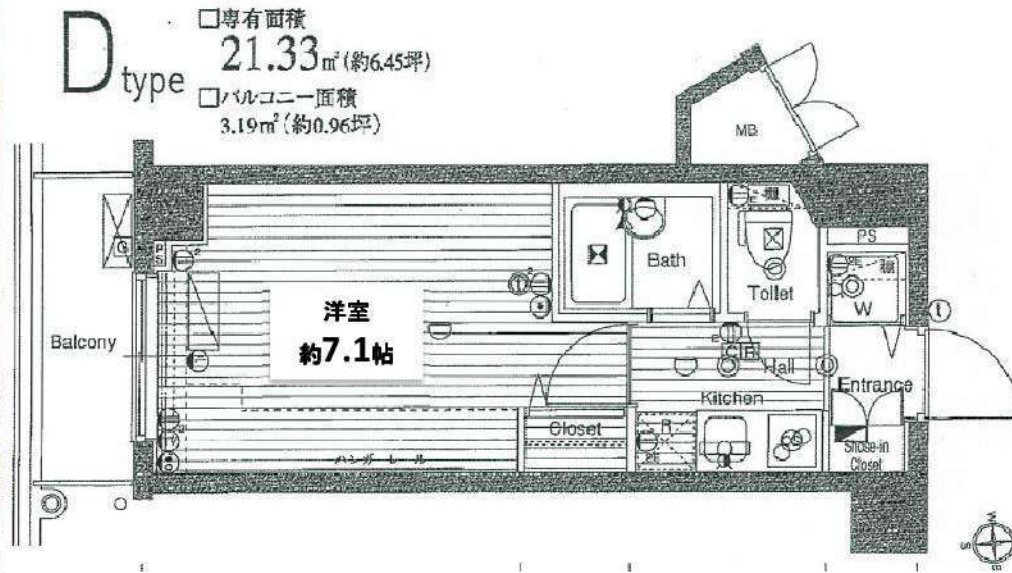 D type
□専有面積
21.33㎡(約6.45坪)
□バルコニー面積
3.19㎡(約0.96坪)
MB
PS
PS
G
Bath
Toilet
W
洋室
約7.1帖
Balcony
Hall
Entrance
Kitchen
Closet
R
Shose-in
Closet
ハンガーレール